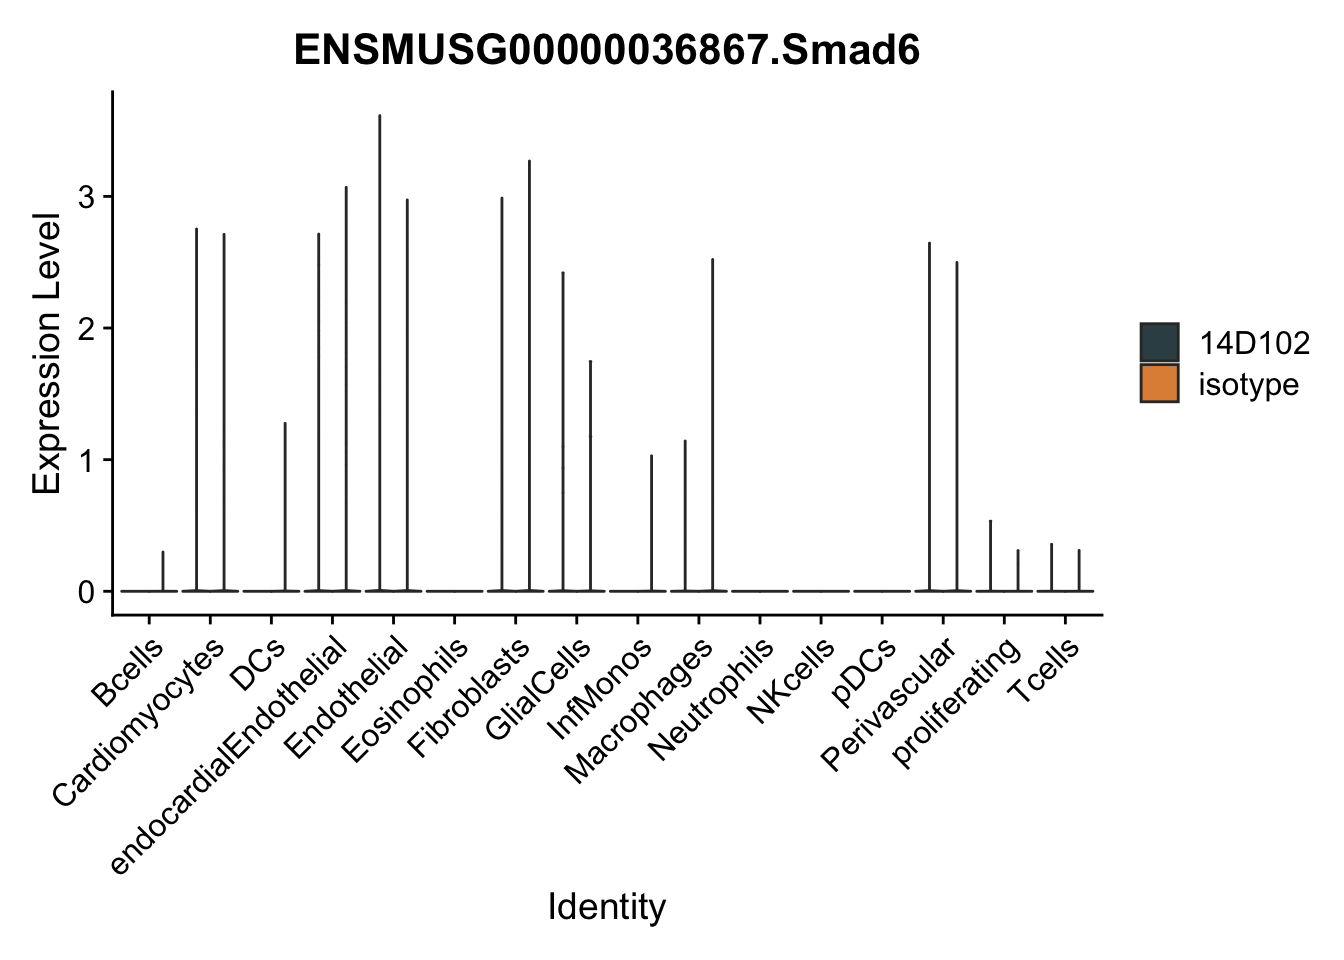 ENSMUSG00000036867.Smad6
Expression Level
3
2
1
0
Bcells
Cardiomyocytes
DCs
endocardialEndothelial
Endothelial
Eosinophils
Fibroblasts
GlialCells
InfMonos
Macrophages
Neutrophils
NKcells
pDCs
Perivascular
proliferating
Tcells
Identity
14D102
isotype